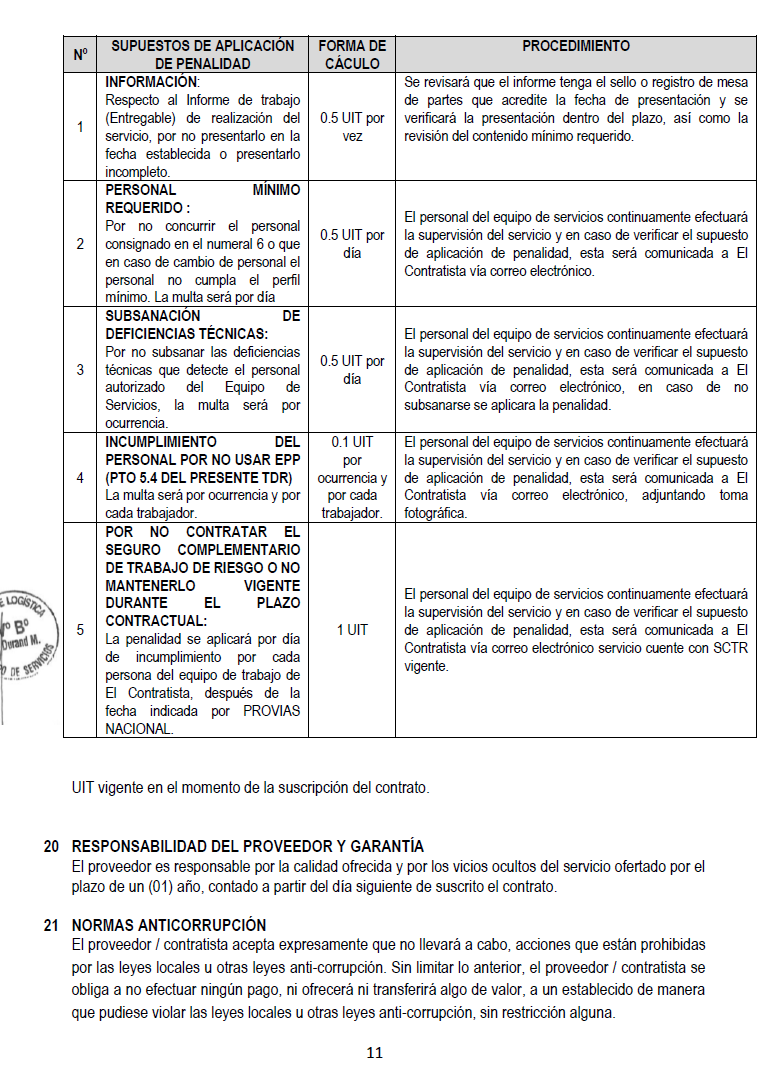 Nº
SUPUESTOS DE APLICACIÓN
DE PENALIDAD
FORMA DE
CÁCULO
PROCEDIMIENTO
1
INFORMACIÓN:
Respecto al Informe de trabajo
(Entregable) de realización del
servicio, por no presentarlo en la
fecha establecida o presentarlo
incompleto.
0.5 UIT por
vez
Se revisará que el informe tenga el sello o registro de mesa
de partes que acredite la fecha de presentación y se
verificará la presentación dentro del plazo, así como la
revisión del contenido mínimo requerido.
2
PERSONAL MÍNIMO
REQUERIDO :
Por no concurrir el personal
consignado en el numeral 6 o que
en caso de cambio de personal el
personal no cumpla el perfil
mínimo. La multa será por día
0.5 UIT por
día
El personal del equipo de servicios continuamente efectuará
la supervisión del servicio y en caso de verificar el supuesto
de aplicación de penalidad, esta será comunicada a El
Contratista vía correo electrónico.
3
SUBSANACIÓN DE
DEFICIENCIAS TÉCNICAS:
Por no subsanar las deficiencias
técnicas que detecte el personal
autorizado del Equipo de
Servicios, la multa será por
ocurrencia.
0.5 UIT por
día
El personal del equipo de servicios continuamente efectuará
la supervisión del servicio y en caso de verificar el supuesto
de aplicación de penalidad, esta será comunicada a El
Contratista vía correo electrónico, en caso de no
subsanarse se aplicara la penalidad.
4
INCUMPLIMIENTO DEL
PERSONAL POR NO USAR EPP
(PTO 5.4 DEL PRESENTE TDR)
La multa será por ocurrencia y por
cada trabajador.
0.1 UIT
por
ocurrencia y
por cada
trabajador.
El personal del equipo de servicios continuamente efectuará
la supervisión del servicio y en caso de verificar el supuesto
de aplicación de penalidad, esta será comunicada a El
Contratista vía correo electrónico, adjuntando toma
fotográfica.
5
POR NO CONTRATAR EL
SEGURO COMPLEMENTARIO
DE TRABAJO DE RIESGO O NO
MANTENERLO VIGENTE
DURANTE EL PLAZO
CONTRACTUAL:
La penalidad se aplicará por día
de incumplimiento por cada
persona del equipo de trabajo de
El Contratista, después de la
fecha indicada por PROVIAS
NACIONAL.
1 UIT
El personal del equipo de servicios continuamente efectuará
la supervisión del servicio y en caso de verificar el supuesto
de aplicación de penalidad, esta será comunicada a El
Contratista vía correo electrónico servicio cuente con SCTR
vigente.
E LOGÍSTICA
º Bº
Durand M.
DE SERVICIOS
UIT vigente en el momento de la suscripción del contrato.
20 RESPONSABILIDAD DEL PROVEEDOR Y GARANTÍA
El proveedor es responsable por la calidad ofrecida y por los vicios ocultos del servicio ofertado por el
plazo de un (01) año, contado a partir del día siguiente de suscrito el contrato.
21 NORMAS ANTICORRUPCIÓN
El proveedor / contratista acepta expresamente que no llevará a cabo, acciones que están prohibidas
por las leyes locales u otras leyes anti-corrupción. Sin limitar lo anterior, el proveedor / contratista se
obliga a no efectuar ningún pago, ni ofrecerá ni transferirá algo de valor, a un establecido de manera
que pudiese violar las leyes locales u otras leyes anti-corrupción, sin restricción alguna.
11